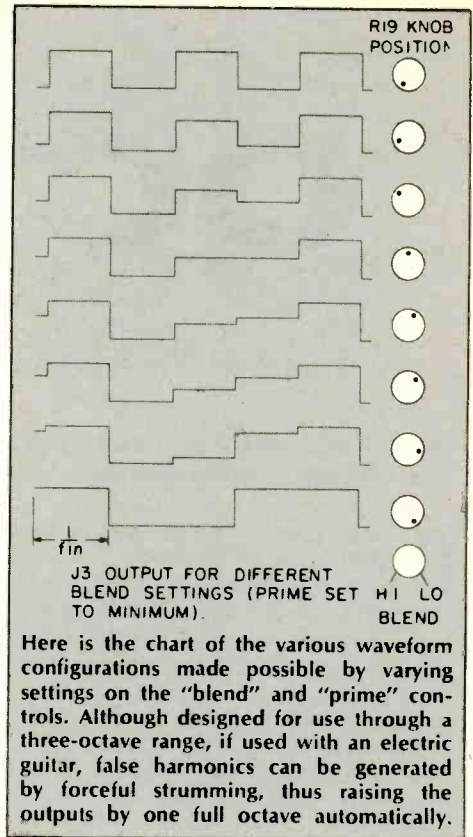 R19 KNOB
POSITION
1
fin
J3 OUTPUT FOR DIFFERENT
BLEND SETTINGS (PRIME SET
TO MINIMUM).
HI LO
BLEND
Here is the chart of the various waveform
configurations made possible by varying
settings on the "blend" and "prime" con-
trols. Although designed for use through a
three-octave range, if used with an electric
guitar, false harmonics can be generated
by forceful strumming, thus raising the
outputs by one full octave automatically.